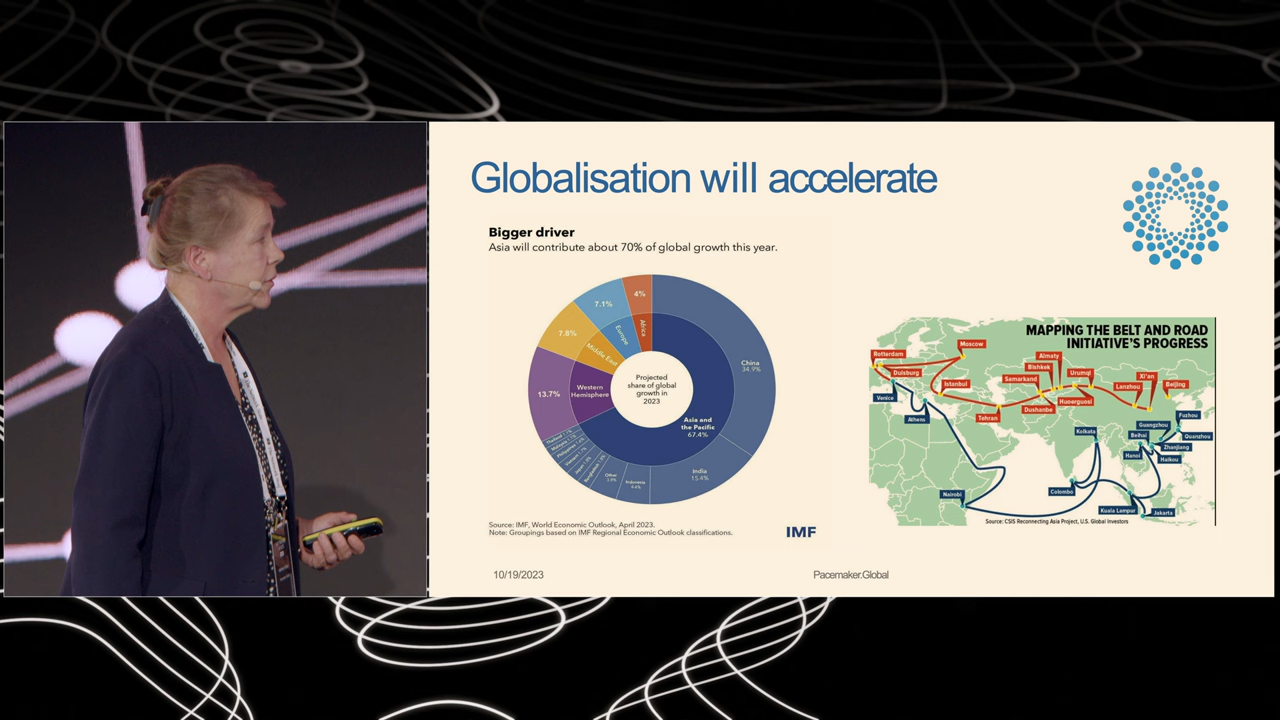 Globalisation will accelerate
Bigger driver
Asia will contribute about 70% of global growth this year.
4%
7.1%
7.8%
13.7%
Africa
Europe
Middle East
Western
Hemisphere
Projected
share of global
growth in
2023
China
34.9%
Asia and
the Pacific
67.4%
India
15.4%
Indonesia
4.4%
Other
Source: IMF, World Economic Outlook, April 2023.
Note: Groupings based on IMF Regional Economic Outlook classifications.
IMF
MAPPING THE BELT AND ROAD
INITIATIVE'S PROGRESS
Rotterdam
Moscow
Duisburg
Istanbul
Venice
Athens
Tehran
Samarkand
Bishkek
Almaty
Dushanbe
Huoerguosi
Urumqi
Lanzhou
Xi'an
Beijing
Fuzhou
Guangzhou
Quanzhou
Beihai
Zhanjiang
Hanoi
Haikou
Kolkata
Colombo
Nairobi
Kuala Lampur
Jakarta
Source: CSIS Reconnecting Asia Project, U.S. Global Investors
10/19/2023
Pacemaker.Global